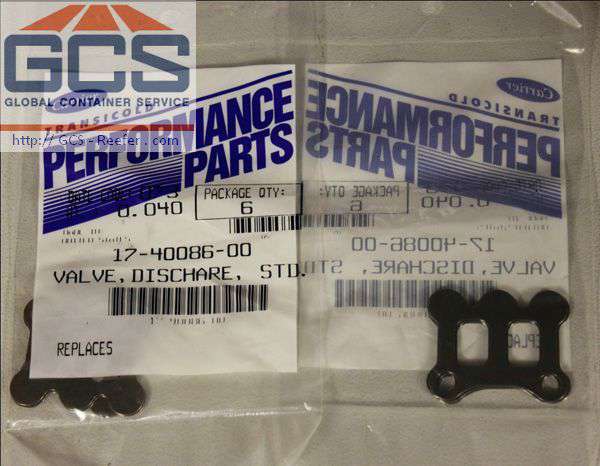 GCS
GLOBAL CONTAINER SERVICE
http://GCS-Reefer.com
TRANSICOLD
PERFORMANCE
PARTS
0.040
PACKAGE QTY:
6
17-40086-00
VALVE,DISCHARE, STD.
REPLACES
Carrier
TRANSICOLD
PERFORMANCE
PARTS
PACKAGE QTY
6
0.040
17-40086-00
VALVE,DISCHARE, ST